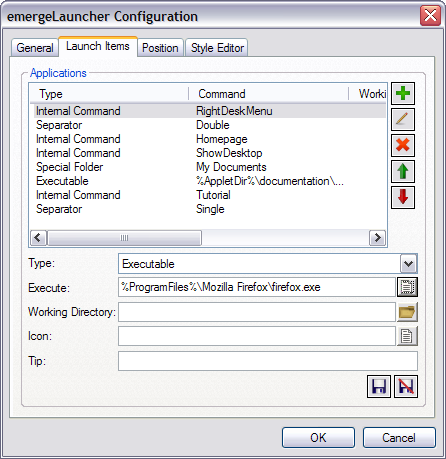 emergeLauncher Configuration
General Launch Items Position Style Editor
Applications
Type Command Worki
Internal Command RightDeskMenu
Separator Double
Internal Command Homepage
Internal Command ShowDesktop
Special Folder My Documents
Executable %AppletDir%\documentation\...
Internal Command Tutorial
Separator Single
Type: Executable
Execute: %ProgramFiles%\Mozilla Firefox\firefox.exe
Working Directory:
Icon:
Tip:
OK Cancel